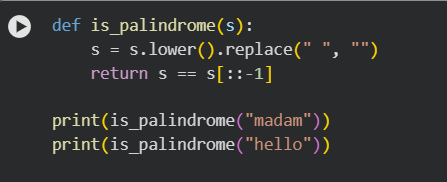 def is_palindrome(s):
    s = s.lower().replace(" ", "")
    return s == s[::-1]

print(is_palindrome("madam"))
print(is_palindrome("hello"))